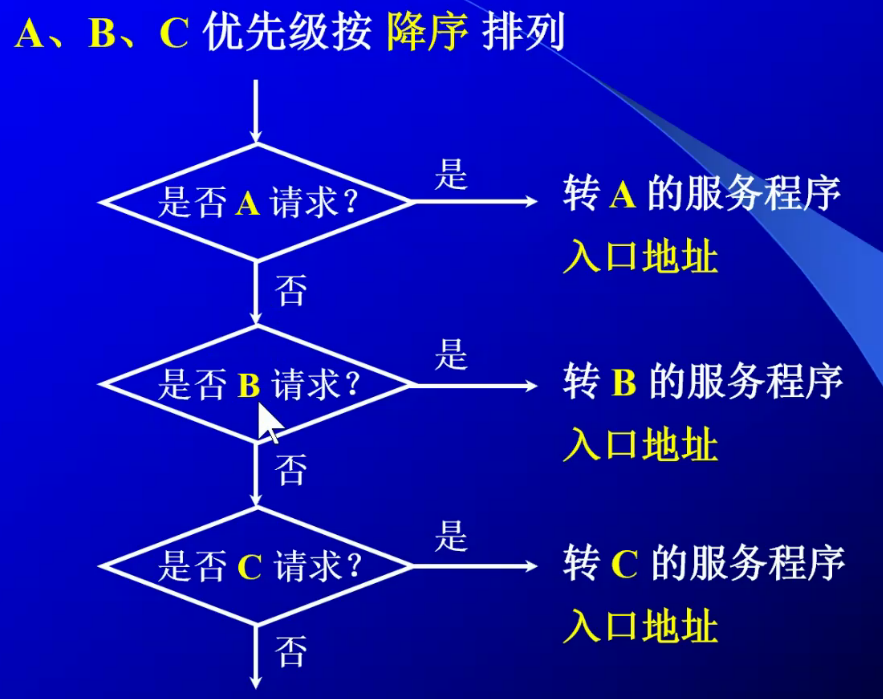 A、B、C 优先级按 降序 排列
是否 A 请求？
是
转 A 的服务程序
入口地址
否
是否 B 请求？
是
转 B 的服务程序
入口地址
否
是否 C 请求？
是
转 C 的服务程序
入口地址
否